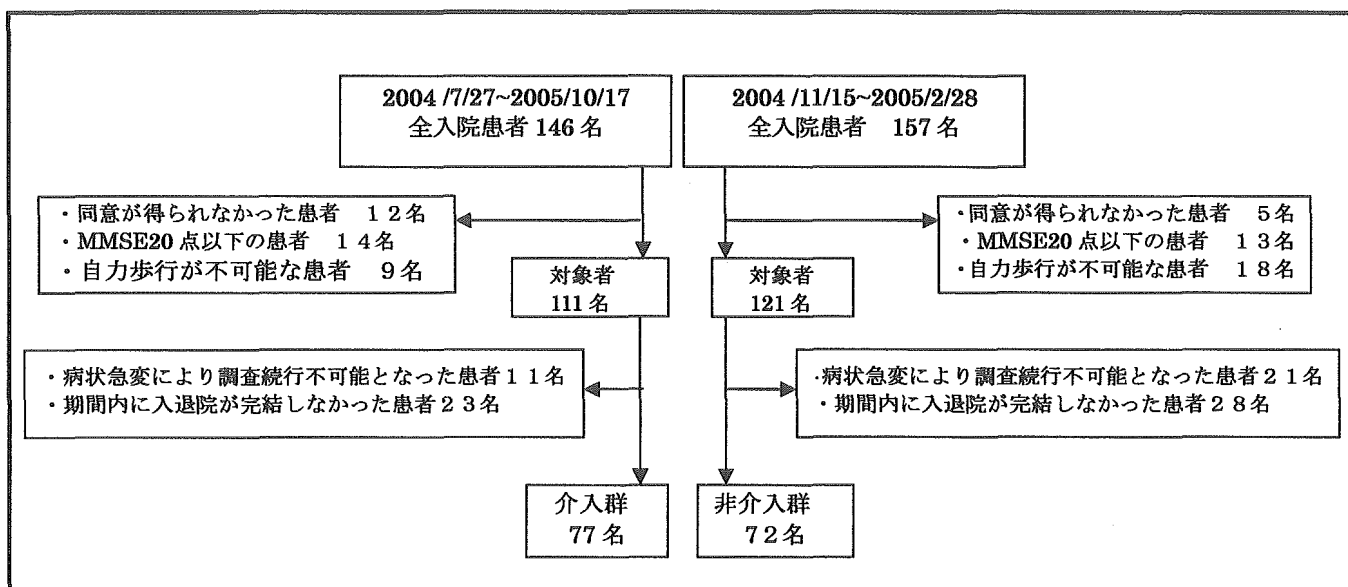 2004 /7/27~2005/10/17
全入院患者 146 名
2004 /11/15~2005/2/28
全入院患者 157 名
・同意が得られなかった患者 12名
・MMSE20 点以下の患者 14名
・自力歩行が不可能な患者 9名
・同意が得られなかった患者 5名
・MMSE20 点以下の患者 13名
・自力歩行が不可能な患者 18名
対象者
111 名
対象者
121 名
・病状急変により調査続行不可能となった患者11名
・期間内に入退院が完結しなかった患者23名
・病状急変により調査続行不可能となった患者21名
・期間内に入退院が完結しなかった患者28名
介入群
77 名
非介入群
72名